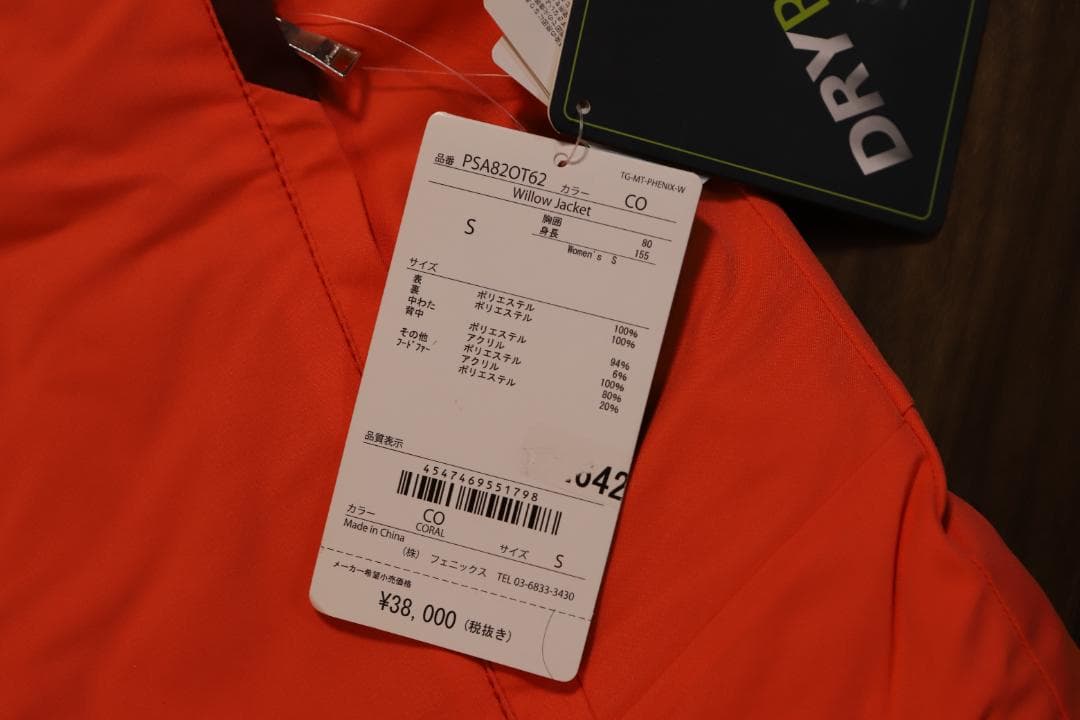 DRY
品番 PSA82OT62 カラー CO
TG-MT-PHENIX-W
Willow Jacket
S
胸囲 80
身長 155
Women's S
サイズ
表 ポリエステル 100%
裏 ポリエステル 100%
中わた ポリエステル 94%
アクリル 6%
背中 ポリエステル 100%
その他 アクリル 80%
ﾌｰﾄﾞﾌｧｰ ポリエステル 20%
品質表示
642
4547469551798
カラー CO
CORAL
サイズ S
Made in China
(株) フェニックス TEL 03-6833-3430
メーカー希望小売価格
¥38,000 (税抜き)